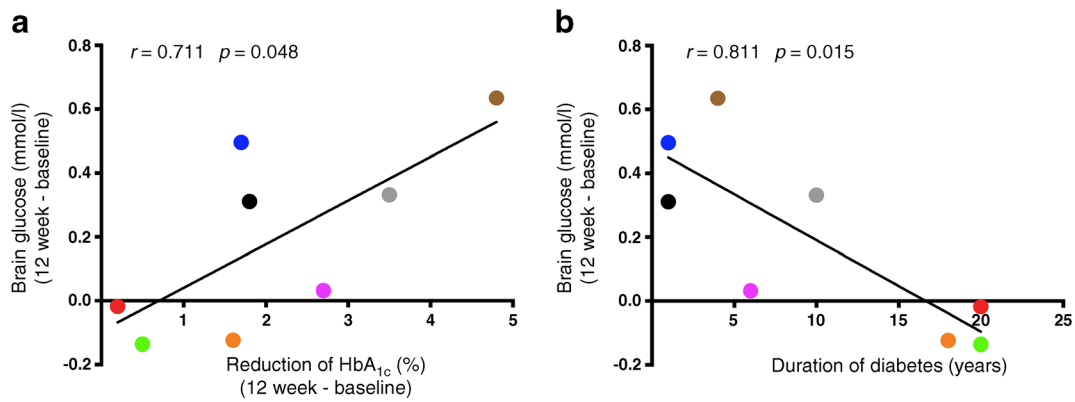 a
r = 0.711 p = 0.048
Brain glucose (mmol/l)
(12 week - baseline)
0.8
0.6
0.4
0.2
0.0
-0.2
1 2 3 4 5
Reduction of HbA1c (%)
(12 week - baseline)
b
r = 0.811 p = 0.015
Brain glucose (mmol/l)
(12 week - baseline)
0.8
0.6
0.4
0.2
0.0
-0.2
5 10 15 20 25
Duration of diabetes (years)